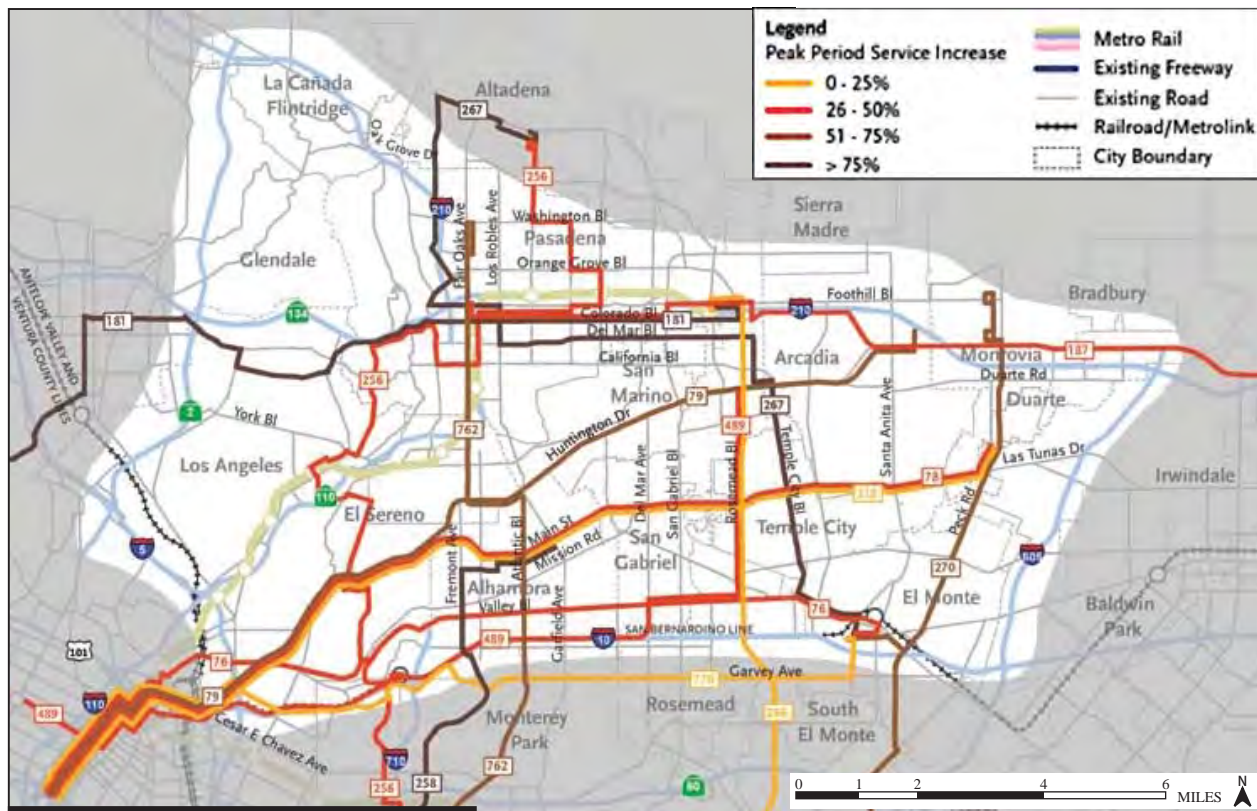 Legend
Peak Period Service Increase
0 - 25%
26 - 50%
51 - 75%
> 75%
Metro Rail
Existing Freeway
Existing Road
Railroad/Metrolink
City Boundary
La Cañada
Flintridge
Altadena
267
Oak Grove D
256
210
Fair Oaks Ave
Los Robles Ave
Washington Bl
Pasadena
Sierra
Madre
Glendale
Orange Grove Bl
ANTELOPE VALLEY AND
VENTURA COUNTY LINES
181
134
Foothill Bl
Bradbury
210
Colorado Bl
181
Del Mar Bl
256
California Bl
San
Marino
Arcadia
Monrovia
187
Duarte Rd
Duarte
2
York Bl
79
267
762
Huntington Dr
489
Los Angeles
Del Mar Ave
San Gabriel Bl
Rosemead Bl
Temple City Bl
Santa Anita Ave
78
Las Tunas Dr
Irwindale
110
El Sereno
Main St
Mission Rd
San
Gabriel
Temple City
Peck Rd
5
605
Fremont Ave
Atlantic Bl
Alhambra
Valley Bl
Garfield Ave
270
76
El Monte
Baldwin
Park
489
SAN BERNARDINO LINE
10
101
76
Garvey Ave
770
110
79
Cesar E Chavez Ave
489
Rosemead
South
El Monte
Monterey
Park
710
762
256
258
60
0 1 2 4 6
MILES
N